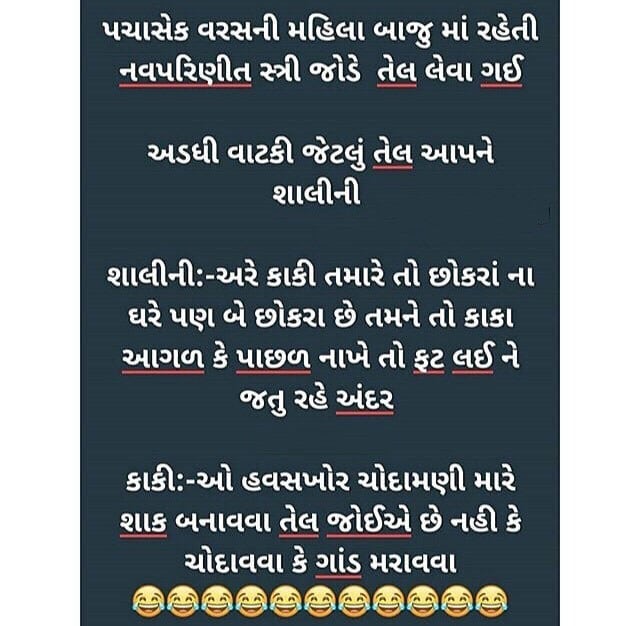 પચાસેક વરસની મહિલા બાજુ માં રહેતી
નવપરિણીત સ્ત્રી જોડે તેલ લેવા ગઈ
અડધી વાટકી જેટલું તેલ આપને
શાલીની
શાલીની:-અરે કાકી તમારે તો છોકરાં ના
ઘરે પણ બે છોકરા છે તમને તો કાકા
આગળ કે પાછળ નાખે તો ફટ લઈ ને
જતુ રહે અંદર
કાકી:-ઓ હવસખોર ચોદામણી મારે
શાક બનાવવા તેલ જોઈએ છે નહી કે
ચોદાવવા કે ગાંડ મરાવવા
😂😂😂😂😂😂😂😂😂😂😂